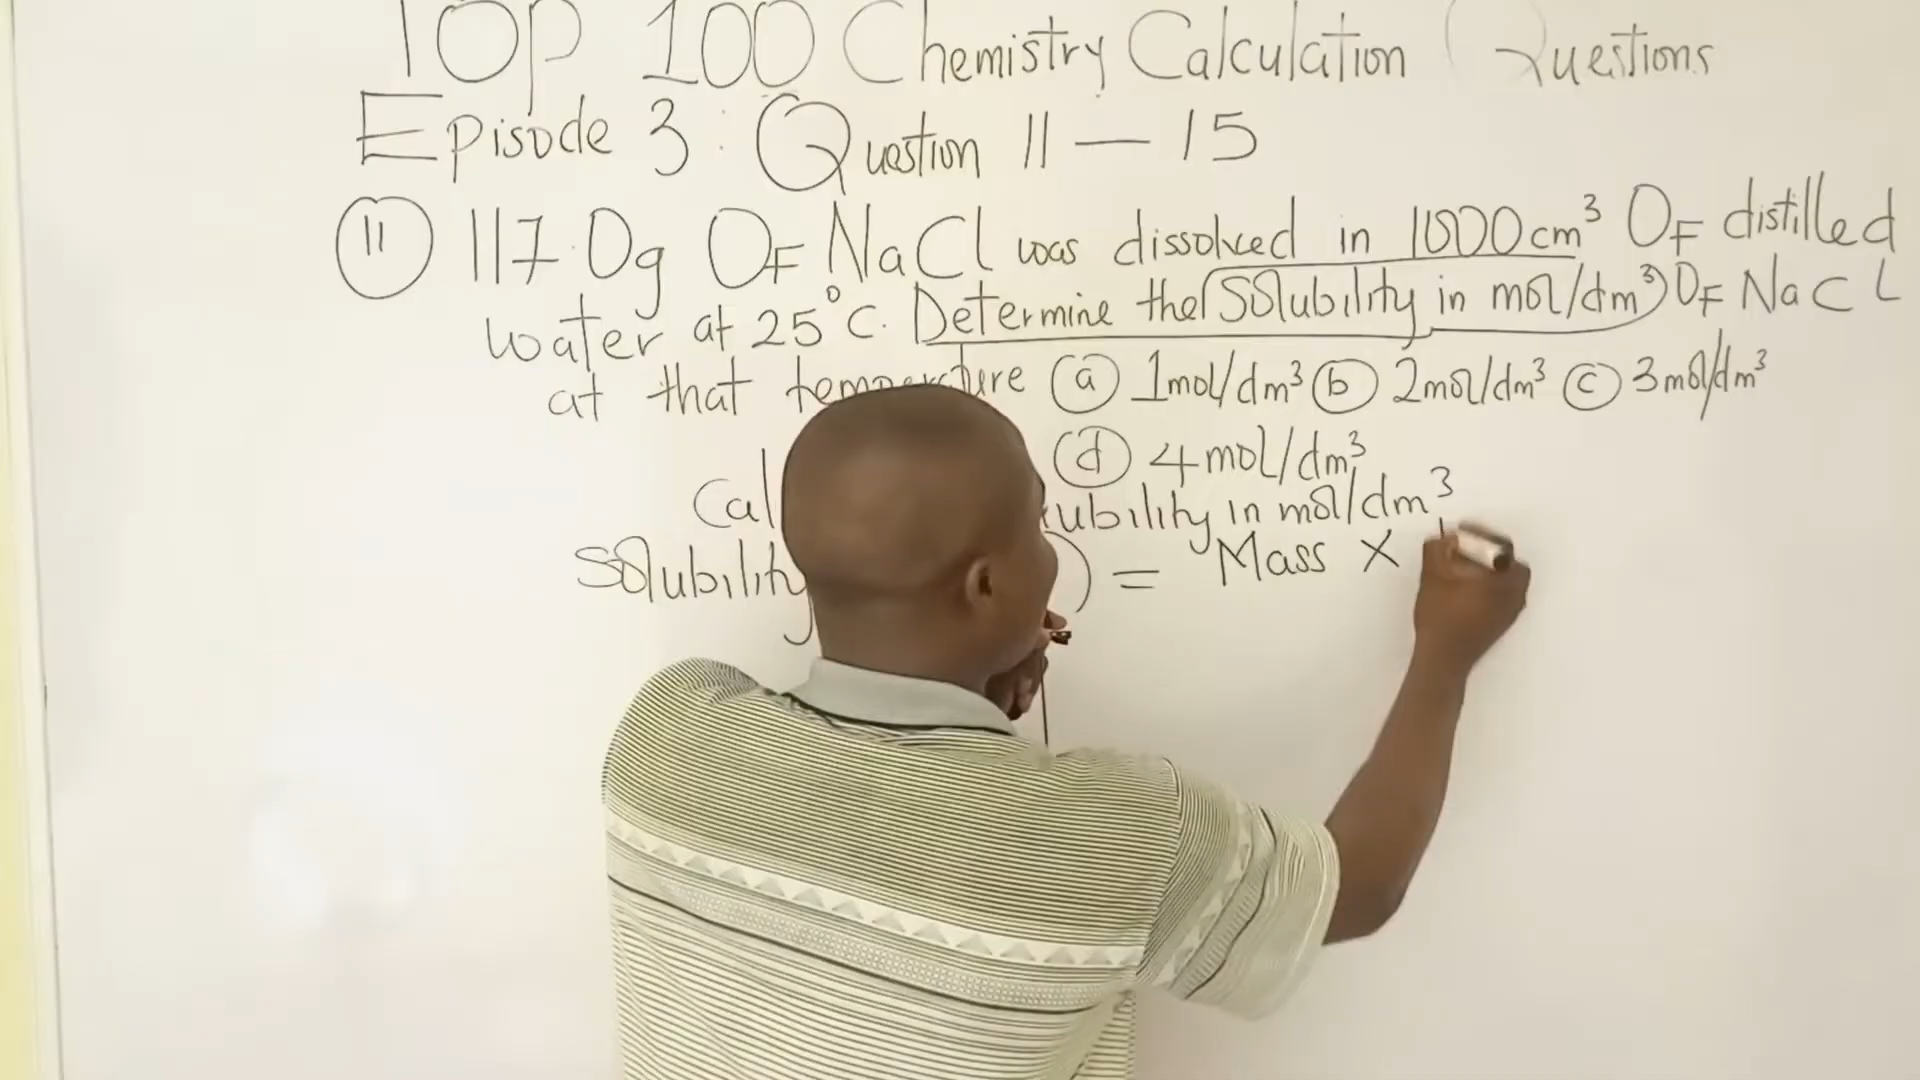 TOP 100 Chemistry Calculation Questions
Episode 3: Question 11 — 15
11 117.0g OF NaCl was dissolved in 1000cm³ OF distilled
water at 25°C. Determine the Solubility in mol/dm³ OF NaCl
at that temperature (a) 1mol/dm³ (b) 2mol/dm³ (c) 3mol/dm³
(d) 4mol/dm³
in mol/dm³
Solubility ) = Mass X